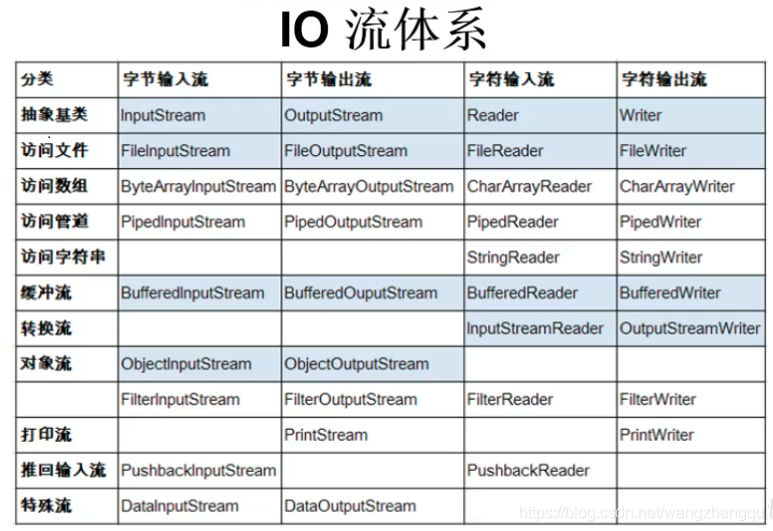 IO 流体系
分类 字节输入流 字节输出流 字符输入流 字符输出流
抽象基类 InputStream OutputStream Reader Writer
访问文件 FileInputStream FileOutputStream FileReader FileWriter
访问数组 ByteArrayInputStream ByteArrayOutputStream CharArrayReader CharArrayWriter
访问管道 PipedInputStream PipedOutputStream PipedReader PipedWriter
访问字符串 StringReader StringWriter
缓冲流 BufferedInputStream BufferedOuputStream BufferedReader BufferedWriter
转换流 InputStreamReader OutputStreamWriter
对象流 ObjectInputStream ObjectOutputStream
FilterInputStream FilterOutputStream FilterReader FilterWriter
打印流 PrintStream PrintWriter
推回输入流 PushbackInputStream PushbackReader
特殊流 DataInputStream DataOutputStream
https://blog.csdn.net/wangzhengqu